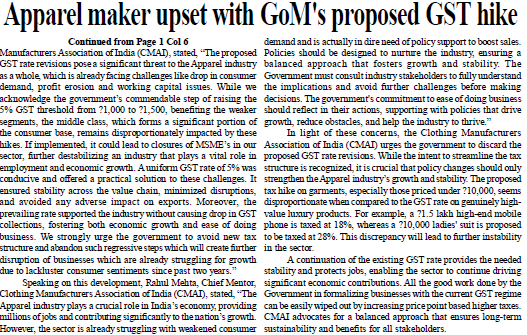 Apparel maker upset with GoM's proposed GST hike
Continued from Page 1 Col 6
Manufacturers Association of India (CMAI), stated, “The proposed
GST rate revisions pose a significant threat to the Apparel industry
as a whole, which is already facing challenges like drop in consumer
demand, profit erosion and working capital issues. While we
acknowledge the government’s commendable step of raising the
5% GST threshold from ?1,000 to ?1,500, benefiting the weaker
segments, the middle class, which forms a significant portion of
the consumer base, remains disproportionately impacted by these
hikes. If implemented, it could lead to closures of MSME’s in our
sector, further destabilizing an industry that plays a vital role in
employment and economic growth. A uniform GST rate of 5% was
conducive and offered a practical solution to these challenges. It
ensured stability across the value chain, minimized disruptions,
and avoided any adverse impact on exports. Moreover, the
prevailing rate supported the industry without causing drop in GST
collections, fostering both economic growth and ease of doing
business. We strongly urge the government to avoid new tax
structure and abandon such regressive steps which will create further
disruption of businesses which are already struggling for growth
due to lackluster consumer sentiments since past two years.”
Speaking on this development, Rahul Mehta, Chief Mentor,
Clothing Manufacturers Association of India (CMAI), stated, “The
Apparel industry plays a crucial role in India’s economy, providing
millions of jobs and contributing significantly to the nation’s growth.
However, the sector is already struggling with weakened consumer
demand and is actually in dire need of policy support to boost sales.
Policies should be designed to nurture the industry, ensuring a
balanced approach that fosters growth and stability. The
Government must consult industry stakeholders to fully understand
the implications and avoid further challenges before making
decisions. The government’s commitment to ease of doing business
should reflect in their actions, supporting with policies that drive
growth, reduce obstacles, and help the industry to thrive.”
In light of these concerns, the Clothing Manufacturers
Association of India (CMAI) urges the government to discard the
proposed GST rate revisions. While the intent to streamline the tax
structure is recognized, it is crucial that policy changes should only
strengthen the Apparel industry’s growth and stability. The proposed
tax hike on garments, especially those priced under ?10,000, seems
disproportionate when compared to the GST rate on genuinely high-
value luxury products. For example, a ?1.5 lakh high-end mobile
phone is taxed at 18%, whereas a ?10,000 ladies' suit is proposed
to be taxed at 28%. This discrepancy will lead to further instability
in the sector.
A continuation of the existing GST rate provides the needed
stability and protects jobs, enabling the sector to continue driving
significant economic contributions. All the good work done by the
Government in formalizing businesses with the current GST regime
can be easily wiped out by increasing price point based higher taxes.
CMAI advocates for a balanced approach that ensures long-term
sustainability and benefits for all stakeholders.